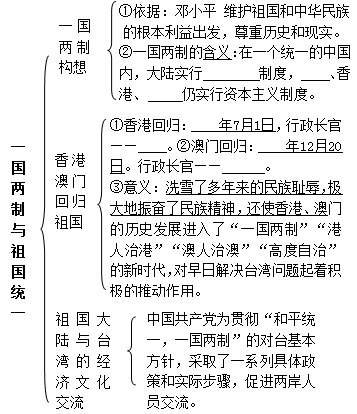 一国两制与祖国统一
一国
两制
构想
①依据：邓小平 维护祖国和中华民族
的根本利益出发，尊重历史和现实。
②一国两制的含义：在一个统一的中国
内，大陆实行________制度，____、香
港、____仍实行资本主义制度。
香港
澳门
回归
祖国
①香港回归：____年7月1日，行政长官
——____。②澳门回归：____年12月20
日。行政长官——______。
③意义：洗雪了多年来的民族耻辱，极
大地振奋了民族精神，还使香港、澳门
的历史发展进入了“一国两制”“港
人治港”“澳人治澳”“高度自治”
的新时代，对早日解决台湾问题起着积
极的推动作用。
祖国大
陆与台
湾的经
济文化
交流
中国共产党为贯彻“和平统
一，一国两制”的对台基本
方针，采取了一系列具体政
策和实际步骤，促进两岸人
员交流。